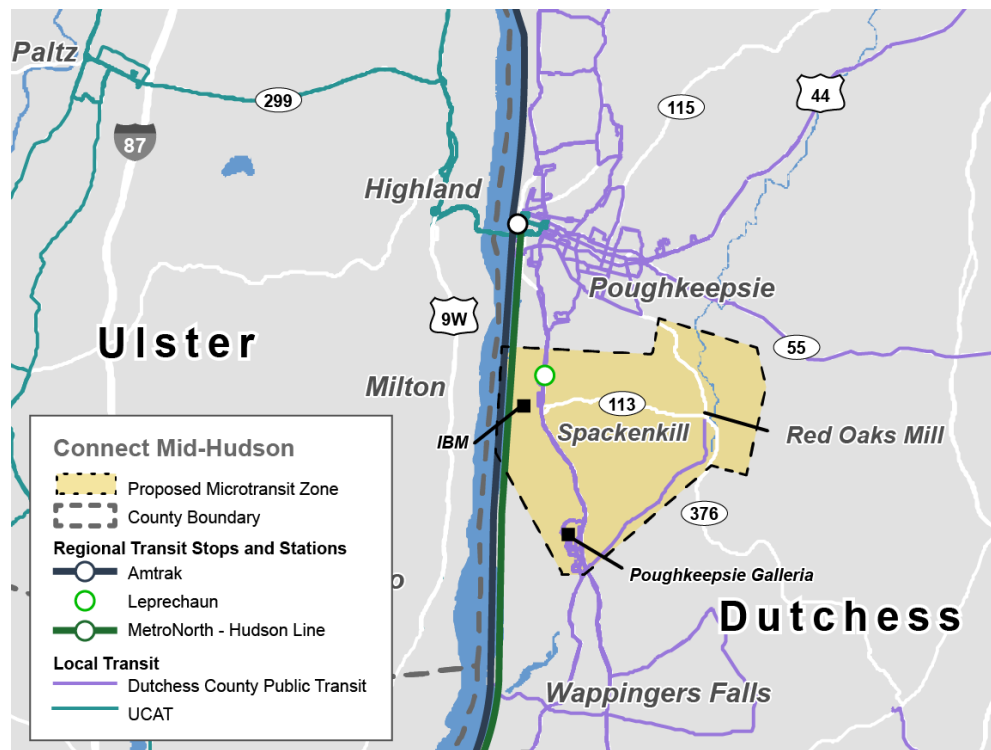 Paltz
299
87
115
44
Highland
Poughkeepsie
9W
Ulster
55
Milton
113
IBM
Spackenkill
Red Oaks Mill
376
Poughkeepsie Galleria
o
Dutchess
Wappingers Falls
Connect Mid-Hudson
Proposed Microtransit Zone
County Boundary
Regional Transit Stops and Stations
Amtrak
Leprechaun
MetroNorth - Hudson Line
Local Transit
Dutchess County Public Transit
UCAT